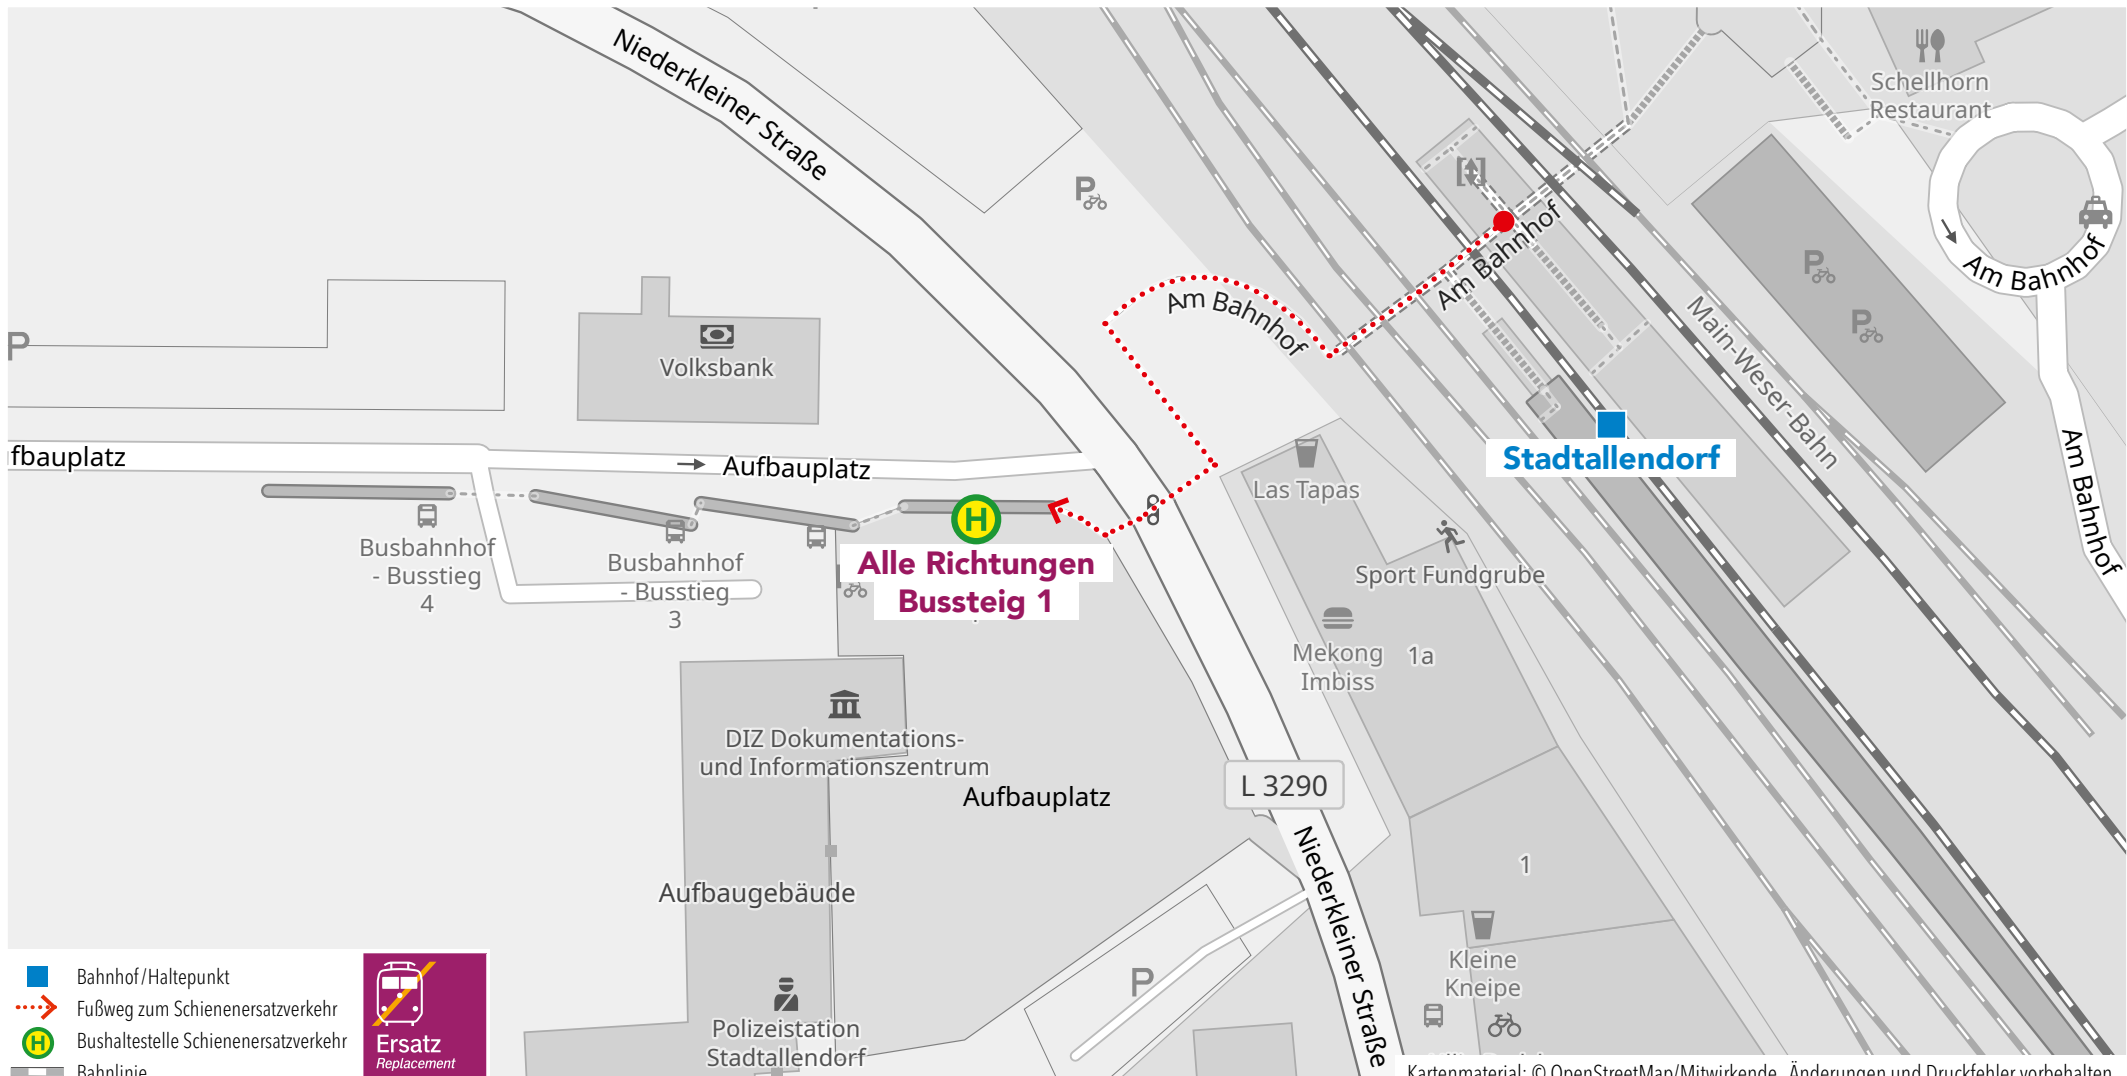 Niederkleiner Straße
Schellhorn
Restaurant
P
P
Am Bahnhof
Am Bahnhof
Am Bahnhof
P
P
Main-Weser-Bahn
Am Bahnhof
P
Volksbank
Stadtallendorf
fbauplatz
Aufbauplatz
Las Tapas
H
Busbahnhof
- Busstieg
4
Busbahnhof
- Busstieg
3
Alle Richtungen
Bussteig 1
Sport Fundgrube
Mekong
Imbiss
1a
DIZ Dokumentations-
und Informationszentrum
Aufbauplatz
L 3290
Niederkleiner Straße
1
Aufbaugebäude
Kleine
Kneipe
P
Polizeistation
Stadtallendorf
Bahnhof/Haltepunkt
Fußweg zum Schienenersatzverkehr
H
Bushaltestelle Schienenersatzverkehr
Bahnlinie
Ersatz
Replacement
Kartenmaterial: © OpenStreetMap/Mitwirkende, Änderungen und Druckfehler vorbehalten